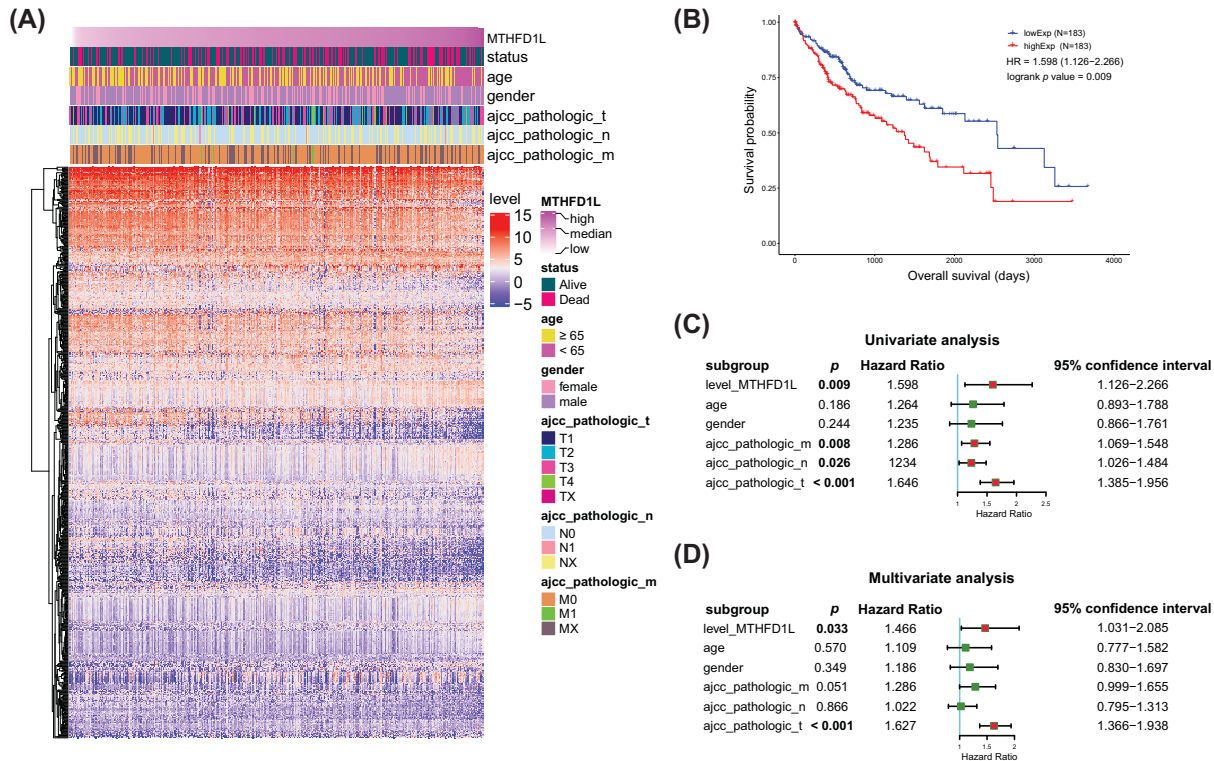 (A)
MTHFD1L
status
age
gender
ajcc_pathologic_t
ajcc_pathologic_n
ajcc_pathologic_m
level
15
10
5
0
−5
MTHFD1L
high
median
low
status
Alive
Dead
age
≥ 65
< 65
gender
female
male
ajcc_pathologic_t
T1
T2
T3
T4
TX
ajcc_pathologic_n
N0
N1
NX
ajcc_pathologic_m
M0
M1
MX
(B)
Survival probability
1.00
0.75
0.50
0.25
0.00
lowExp (N=183)
highExp (N=183)
HR = 1.598 (1.126−2.266)
logrank p value = 0.009
0 1000 2000 3000 4000
Overall suvival (days)
(C)
Univariate analysis
subgroup p Hazard Ratio 95% confidence interval
level_MTHFD1L 0.009 1.598 1.126−2.266
age 0.186 1.264 0.893−1.788
gender 0.244 1.235 0.866−1.761
ajcc_pathologic_m 0.008 1.286 1.069−1.548
ajcc_pathologic_n 0.026 1234 1.026−1.484
ajcc_pathologic_t < 0.001 1.646 1.385−1.956
1 1.5 2 2.5
Hazard Ratio
(D)
Multivariate analysis
subgroup p Hazard Ratio 95% confidence interval
level_MTHFD1L 0.033 1.466 1.031−2.085
age 0.570 1.109 0.777−1.582
gender 0.349 1.186 0.830−1.697
ajcc_pathologic_m 0.051 1.286 0.999−1.655
ajcc_pathologic_n 0.866 1.022 0.795−1.313
ajcc_pathologic_t < 0.001 1.627 1.366−1.938
1 1.5 2
Hazard Ratio